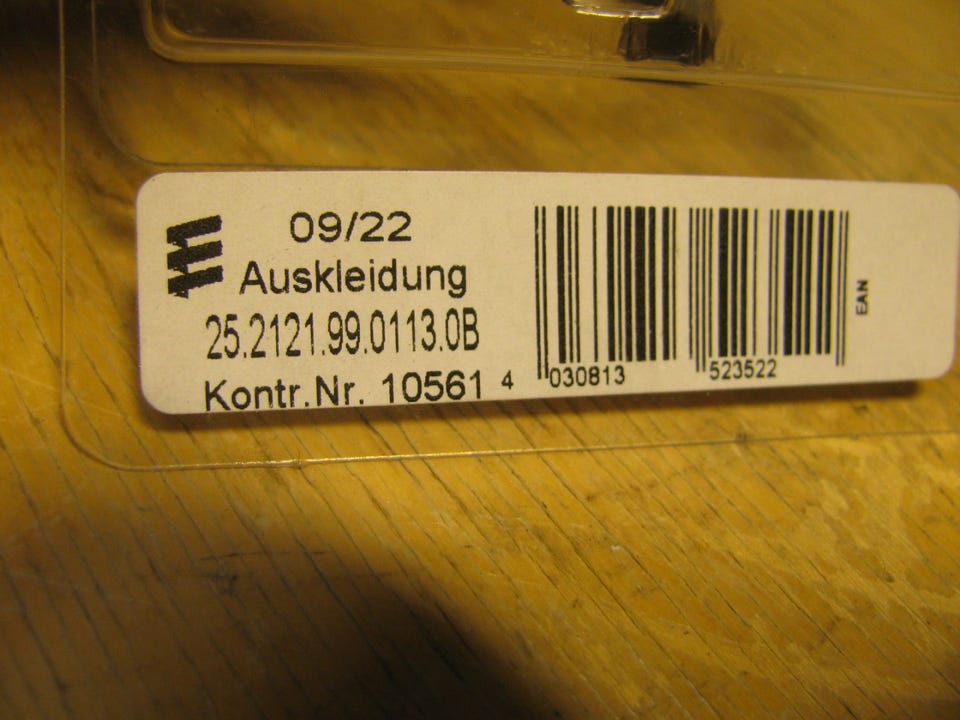 09/22
Auskleidung
25.2121.99.0113.0B
Kontr.Nr. 10561
4 030813 523522
EAN